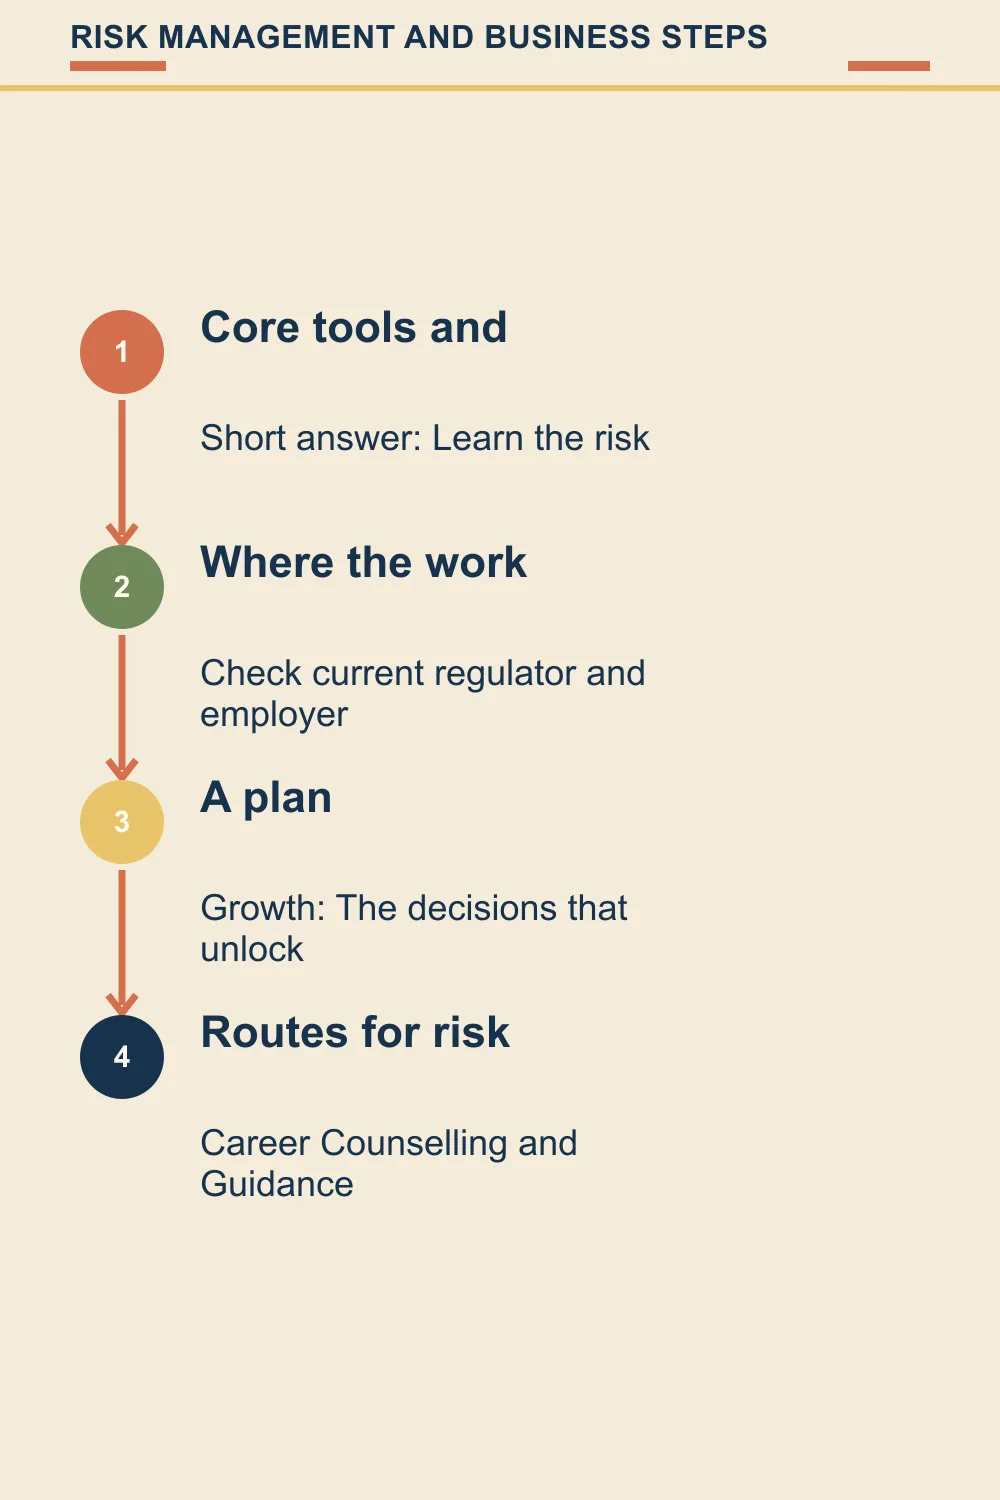 RISK MANAGEMENT AND BUSINESS STEPS
1
Core tools and
Short answer: Learn the risk
2
Where the work
Check current regulator and
employer
3
A plan
Growth: The decisions that
unlock
4
Routes for risk
Career Counselling and
Guidance